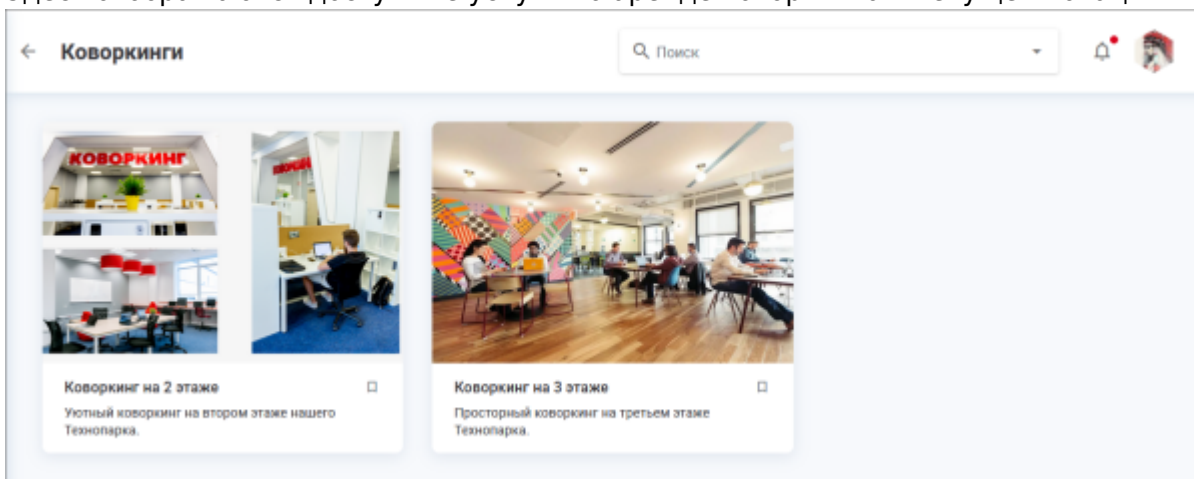 Коворкинги
Поиск
КОВОРКИНГ
Коворкинг на 2 этаже
Уютный коворкинг на втором этаже нашего
Технопарка.
Коворкинг на 3 этаже
Просторный коворкинг на третьем этаже
Технопарка.